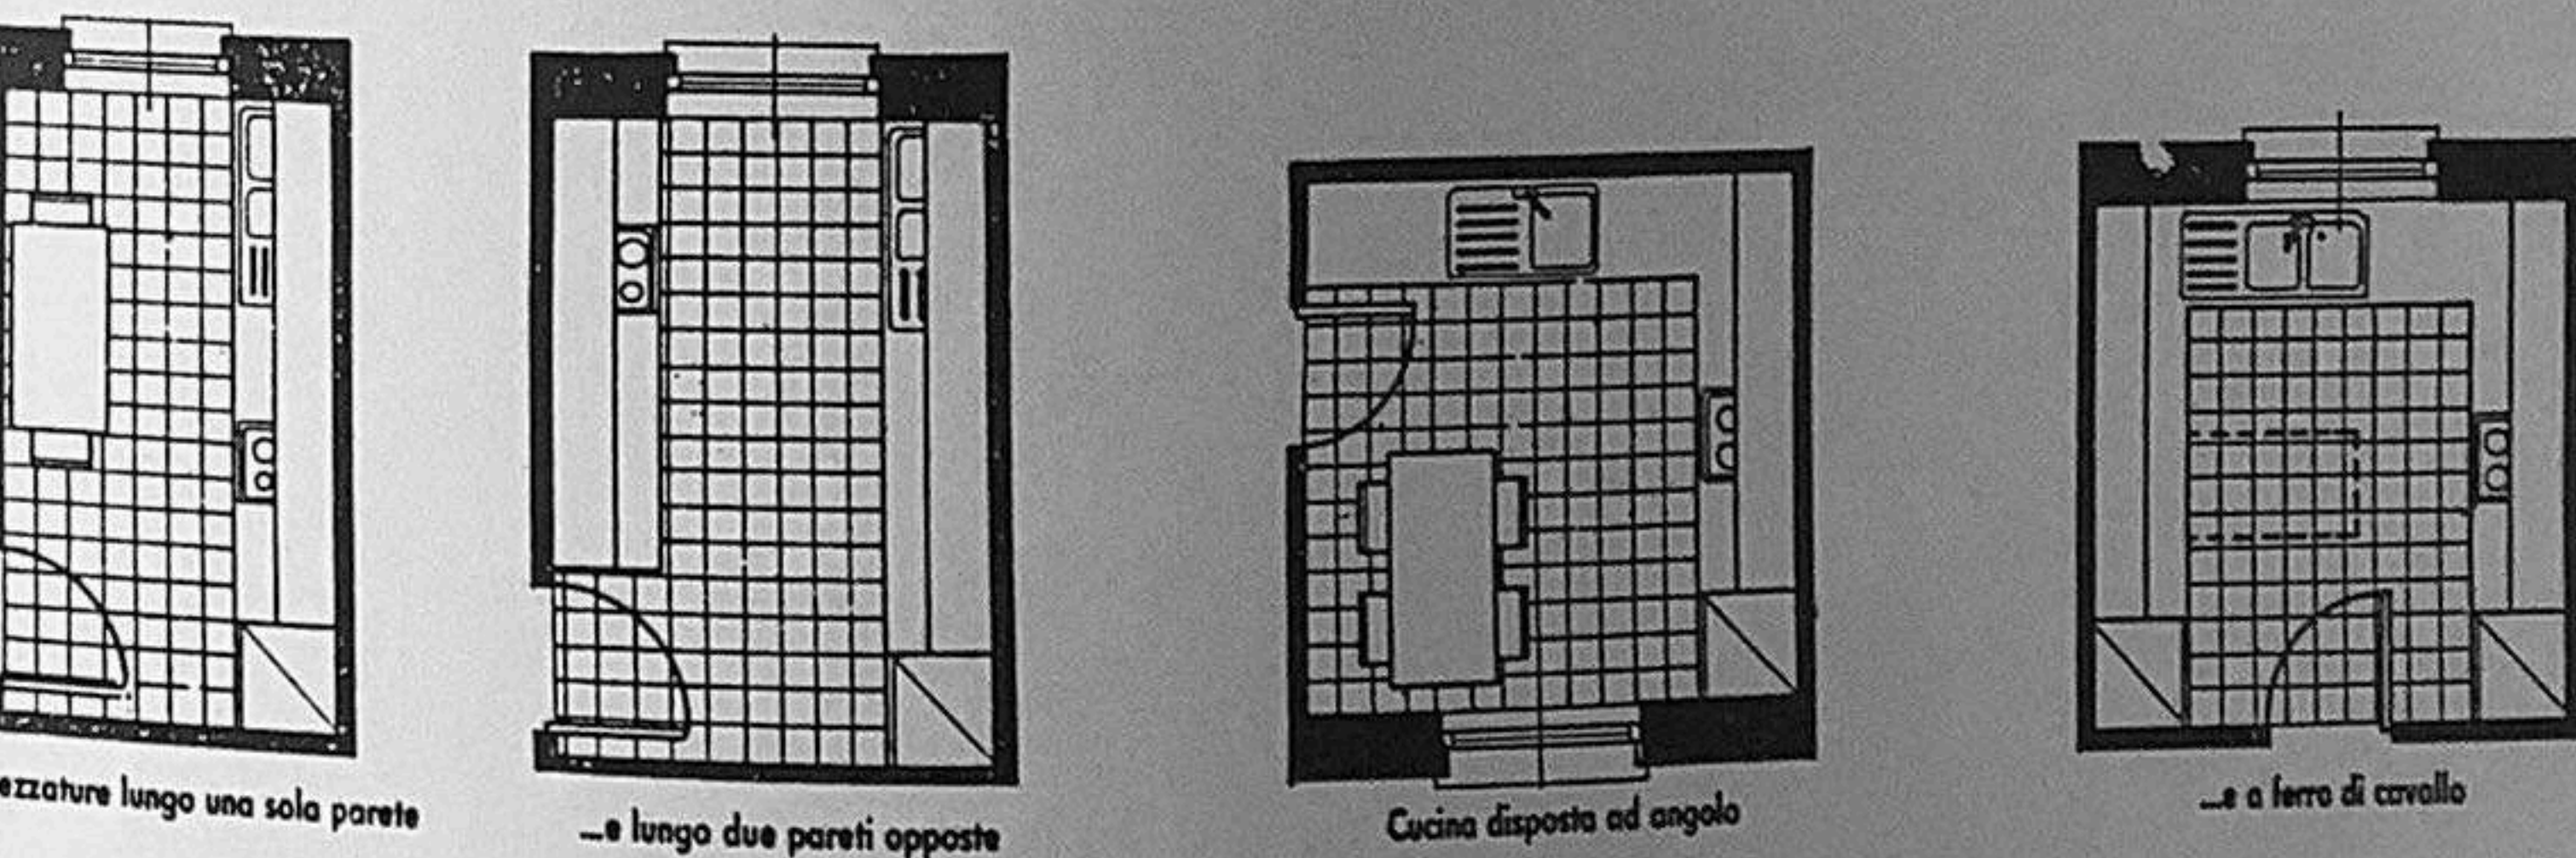 ezzature lungo una sola parete
...e lungo due pareti opposte
Cucina disposta ad angolo
...e a ferro di cavallo